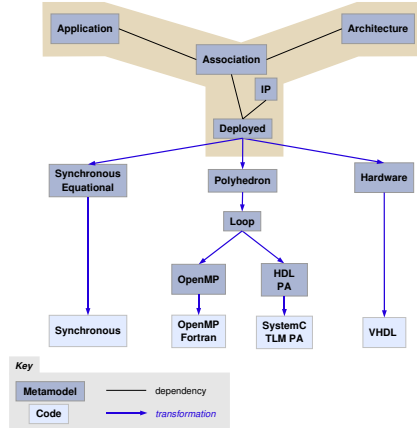 Application
Architecture
Association
IP
Deployed
Synchronous
Equational
Polyhedron
Hardware
Loop
OpenMP
HDL
PA
Synchronous
OpenMP
Fortran
SystemC
TLM PA
VHDL
Key
Metamodel
dependency
Code
transformation